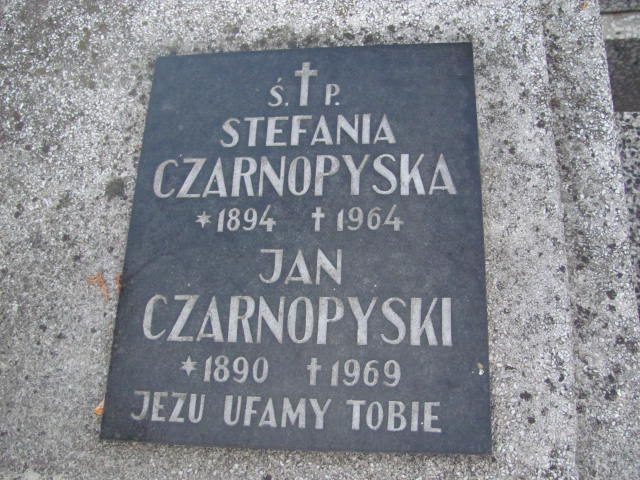 Ś. † P.
STEFANIA
CZARNOPYSKA
*1894 †1964
JAN
CZARNOPYSKI
*1890 †1969
JEZU UFAMY TOBIE